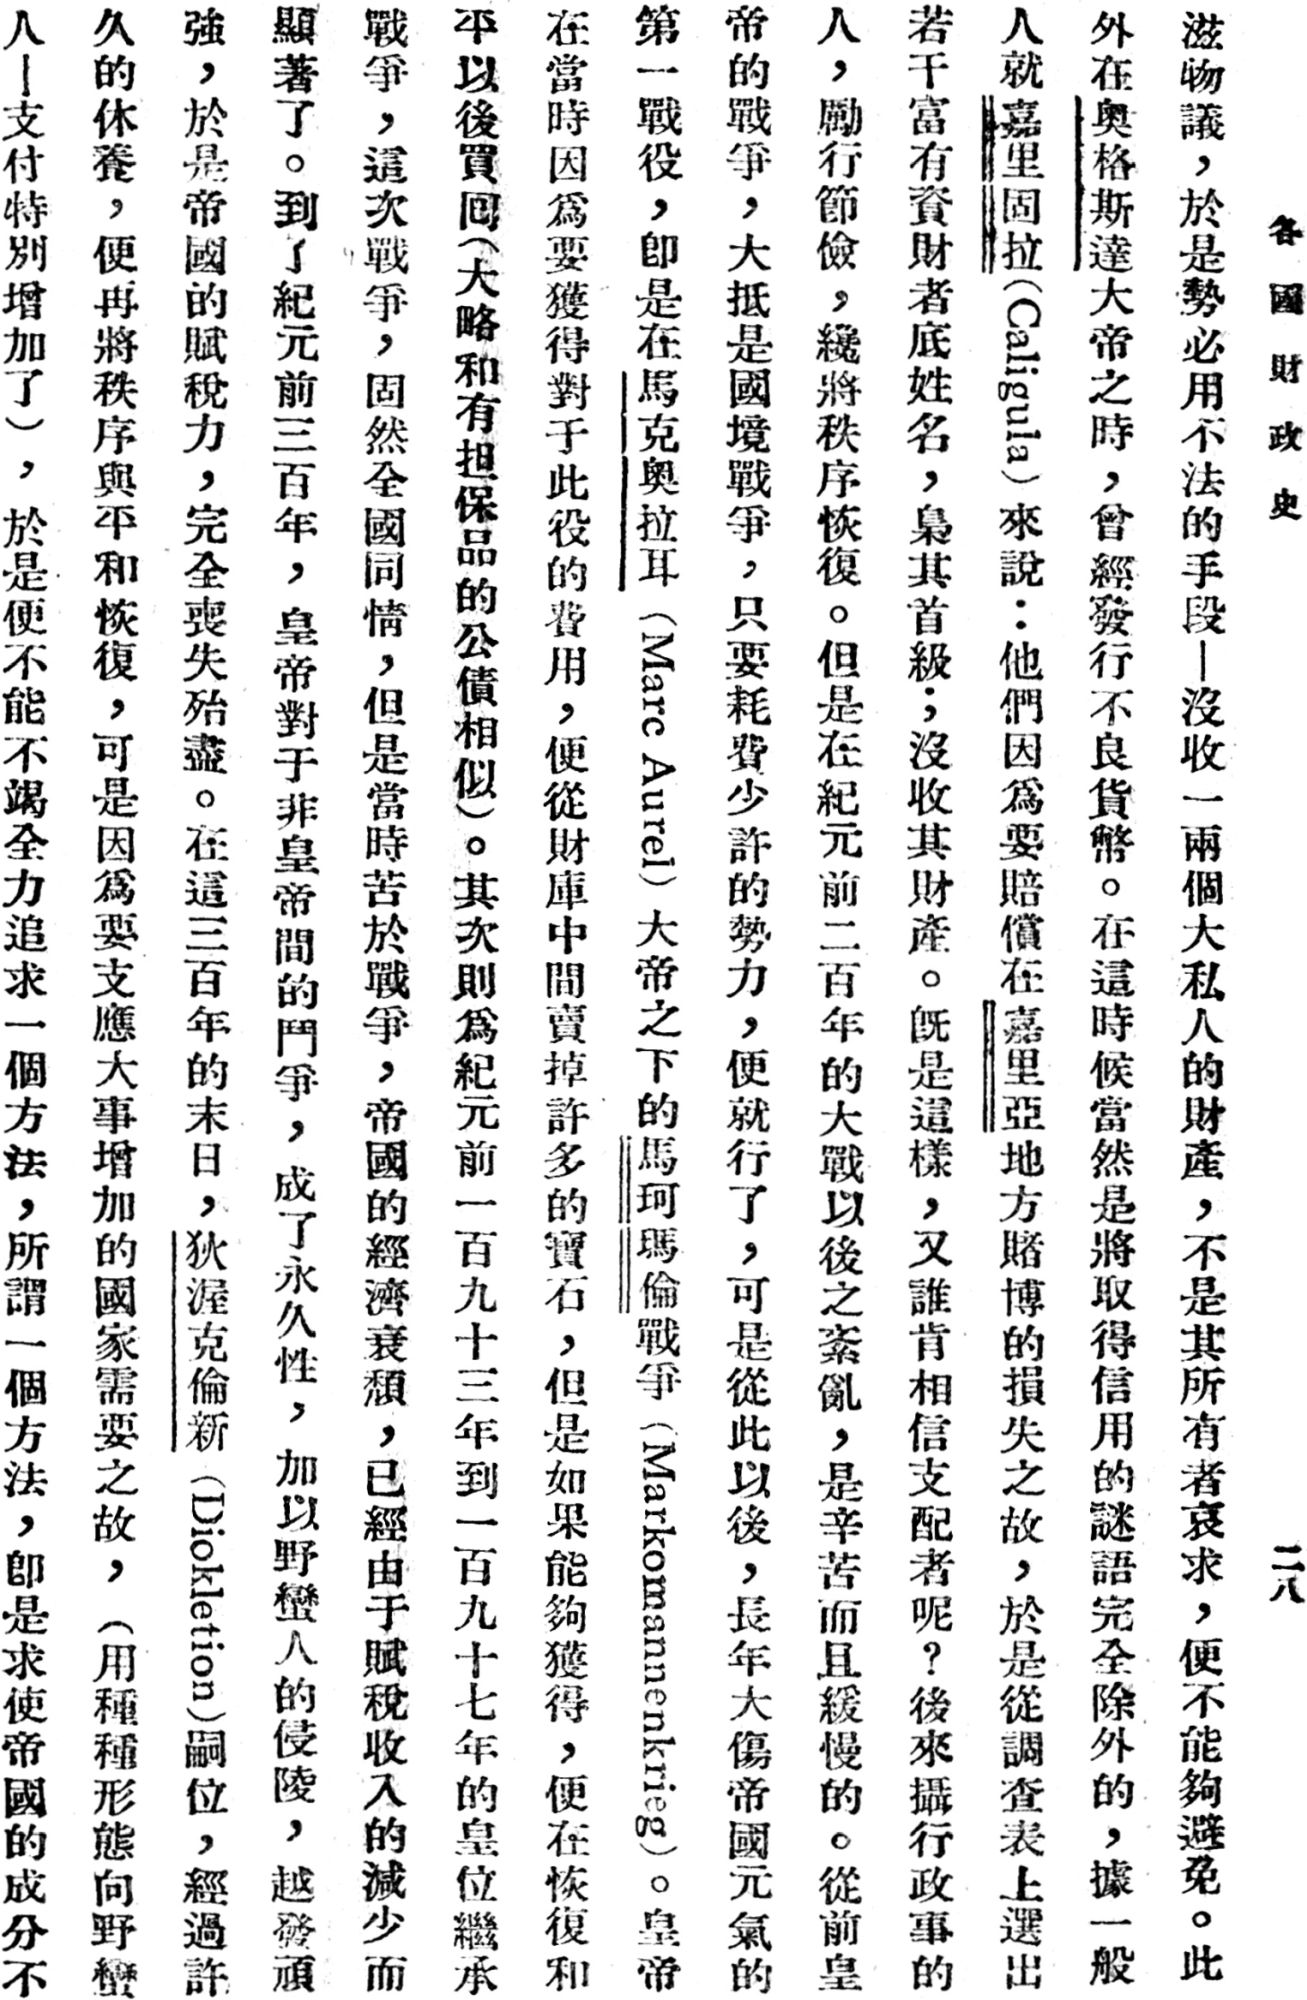 各國財政史
二八
滋物議，於是勢必用不法的手段—沒收一兩個大私人的財產，不是其所有者哀求，便不能夠避免。此
外在奧格斯達大帝之時，曾經發行不良貨幣。在這時候當然是將取得信用的謎語完全除外的，據一般
人就嘉里固拉(Caligula)來說：他們因爲要賠償在嘉里亞地方賭博的損失之故，於是從調查表上選出
若干富有資財者底姓名，梟其首級；沒收其財產。旣是這樣，又誰肯相信支配者呢？後來攝行政事的
人，勵行節儉，纔將秩序恢復。但是在紀元前二百年的大戰以後之紊亂，是辛苦而且緩慢的。從前皇
帝的戰爭，大抵是國境戰爭，只要耗費少許的勢力，便就行了，可是從此以後，長年大傷帝國元氣的
第一戰役，卽是在馬克奧拉耳(Marc Aurel)大帝之下的馬珂瑪倫戰爭(Markomannenkrieg)。皇帝
在當時因爲要獲得對于此役的費用，便從財庫中間賣掉許多的寶石，但是如果能夠獲得，便在恢復和
平以後買回(大略和有担保品的公債相似)。其次則爲紀元前一百九十三年到一百九十七年的皇位繼承
戰爭，這次戰爭，固然全國同情，但是當時苦於戰爭，帝國的經濟衰頹，已經由于賦稅收入的減少而
顯著了。到了紀元前三百年，皇帝對于非皇帝間的鬥爭，成了永久性，加以野蠻人的侵陵，越發頑
強，於是帝國的賦稅力，完全喪失殆盡。在這三百年的末日，狄渥克倫新(Diokletion)嗣位，經過許
久的休養，便再將秩序與平和恢復，可是因爲要支應大事增加的國家需要之故，(用種種形態向野蠻
人—支付特別增加了)，於是便不能不竭全力追求一個方法，所謂一個方法，卽是求使帝國的成分不